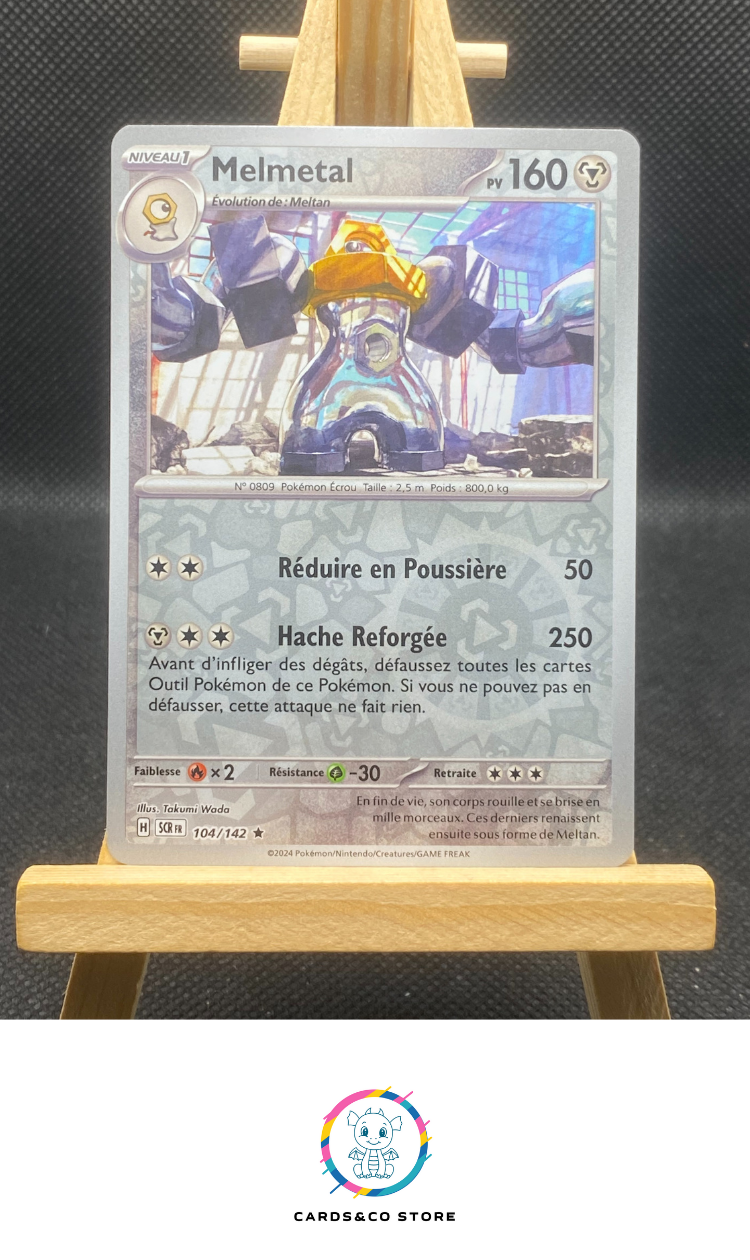 NIVEAU 1
Melmetal
PV 160
Évolution de : Meltan
N° 0809 Pokémon Écrou Taille : 2,5 m Poids : 800,0 kg
Réduire en Poussière 50
Hache Reforgée 250
Avant d'infliger des dégâts, défaussez toutes les cartes
Outil Pokémon de ce Pokémon. Si vous ne pouvez pas en
défausser, cette attaque ne fait rien.
Faiblesse ×2 Résistance -30 Retraite
Illus. Takumi Wada
En fin de vie, son corps rouille et se brise en
mille morceaux. Ces derniers renaissent
ensuite sous forme de Meltan.
H SCR FR 104/142 ★
©2024 Pokémon/Nintendo/Creatures/GAME FREAK
CARDS&CO STORE